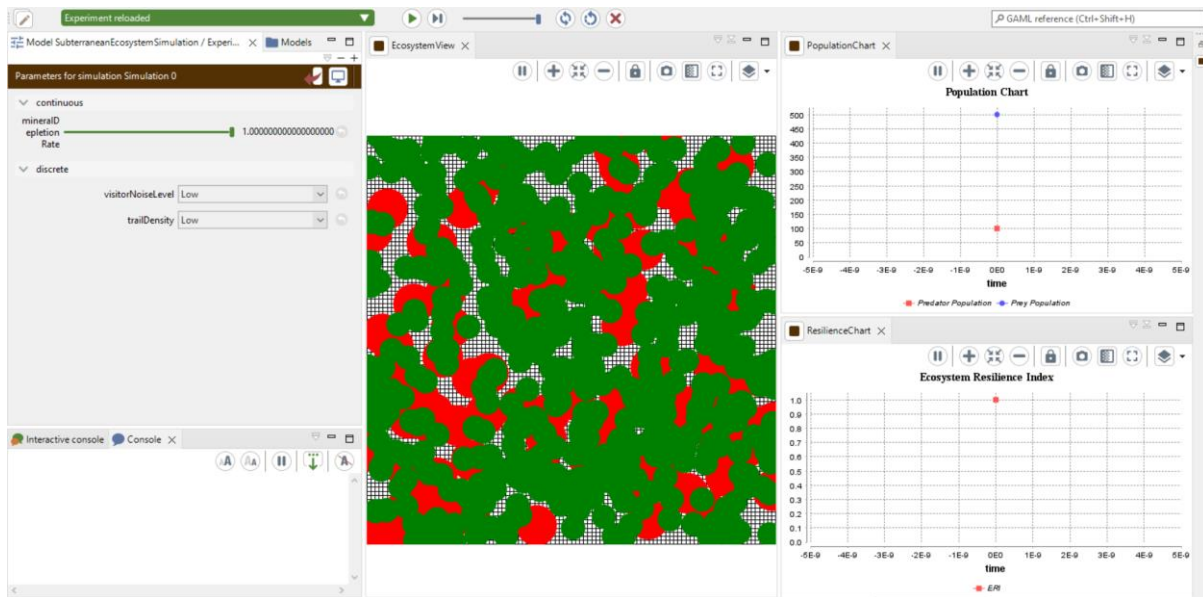 Experiment reloaded
GAML reference (Ctrl+Shift+H)
Model SubterraneanEcosystemSimulation / Experi...
Models
Parameters for simulation Simulation 0
continuous
mineralD
epletion
Rate
1.000000000000000000
discrete
visitorNoiseLevel Low
trailDensity Low
Interactive console
Console
EcosystemView
PopulationChart
Population Chart
500
450
400
350
300
250
200
150
100
50
0
-5E-9 -4E-9 -3E-9 -2E-9 -1E-9 0E0 1E-9 2E-9 3E-9 4E-9 5E-9
time
Predator Population Prey Population
ResilienceChart
Ecosystem Resilience Index
1.0
0.9
0.8
0.7
0.6
0.5
0.4
0.3
0.2
0.1
0.0
-5E-9 -4E-9 -3E-9 -2E-9 -1E-9 0E0 1E-9 2E-9 3E-9 4E-9 5E-9
time
ERI